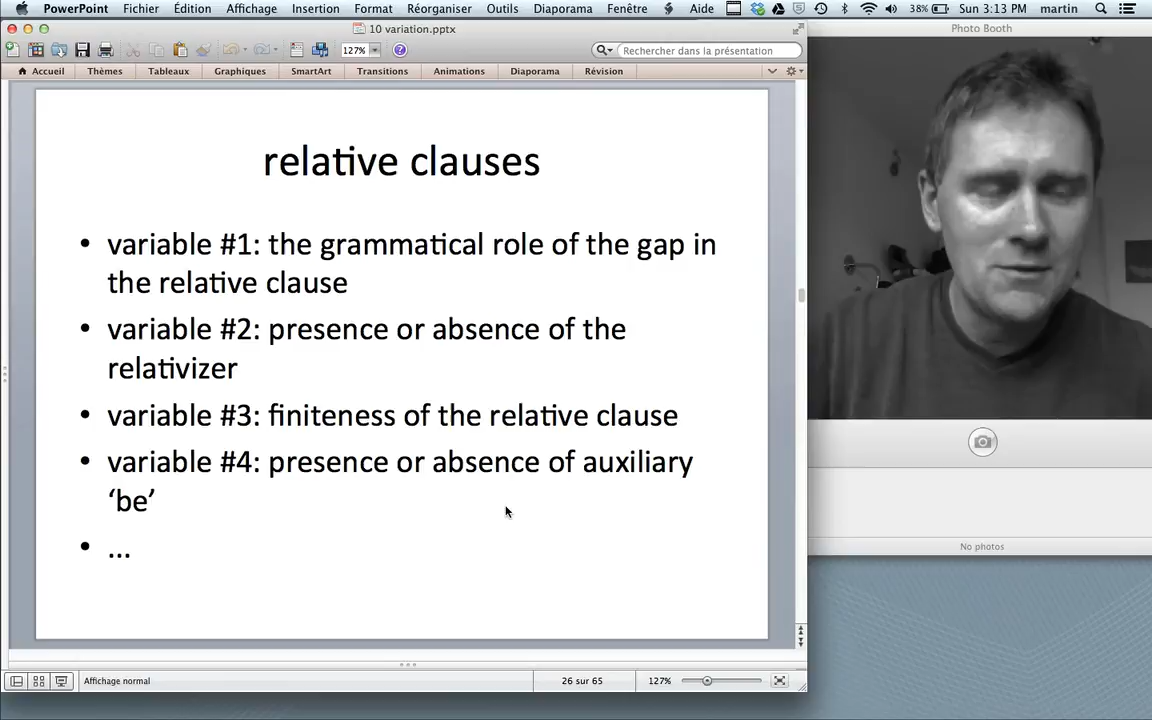 PowerPoint Fichier Édition Affichage Insertion Format Réorganiser Outils Diaporama Fenêtre Aide 38% Sun 3:13 PM martin
10 variation.pptx
Photo Booth
127%
Rechercher dans la présentation
Accueil Thèmes Tableaux Graphiques SmartArt Transitions Animations Diaporama Révision
relative clauses
• variable #1: the grammatical role of the gap in
the relative clause
• variable #2: presence or absence of the
relativizer
• variable #3: finiteness of the relative clause
• variable #4: presence or absence of auxiliary
‘be’
• ...
No photos
Affichage normal 26 sur 65 127%